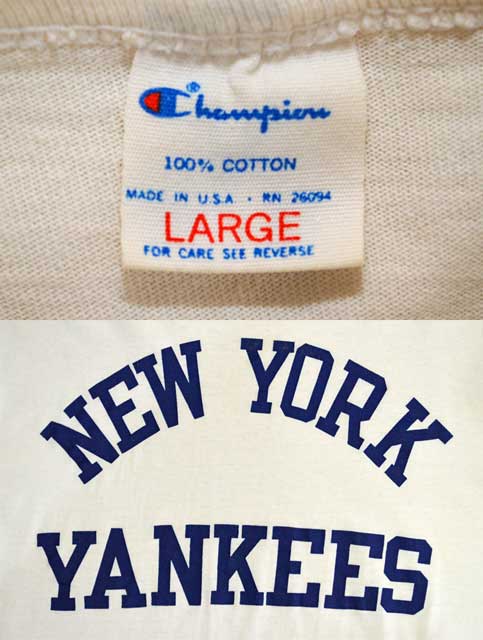 Champion®
100% COTTON
MADE IN U.S.A. · RN 26094
LARGE
FOR CARE SEE REVERSE
NEW YORK
YANKEES